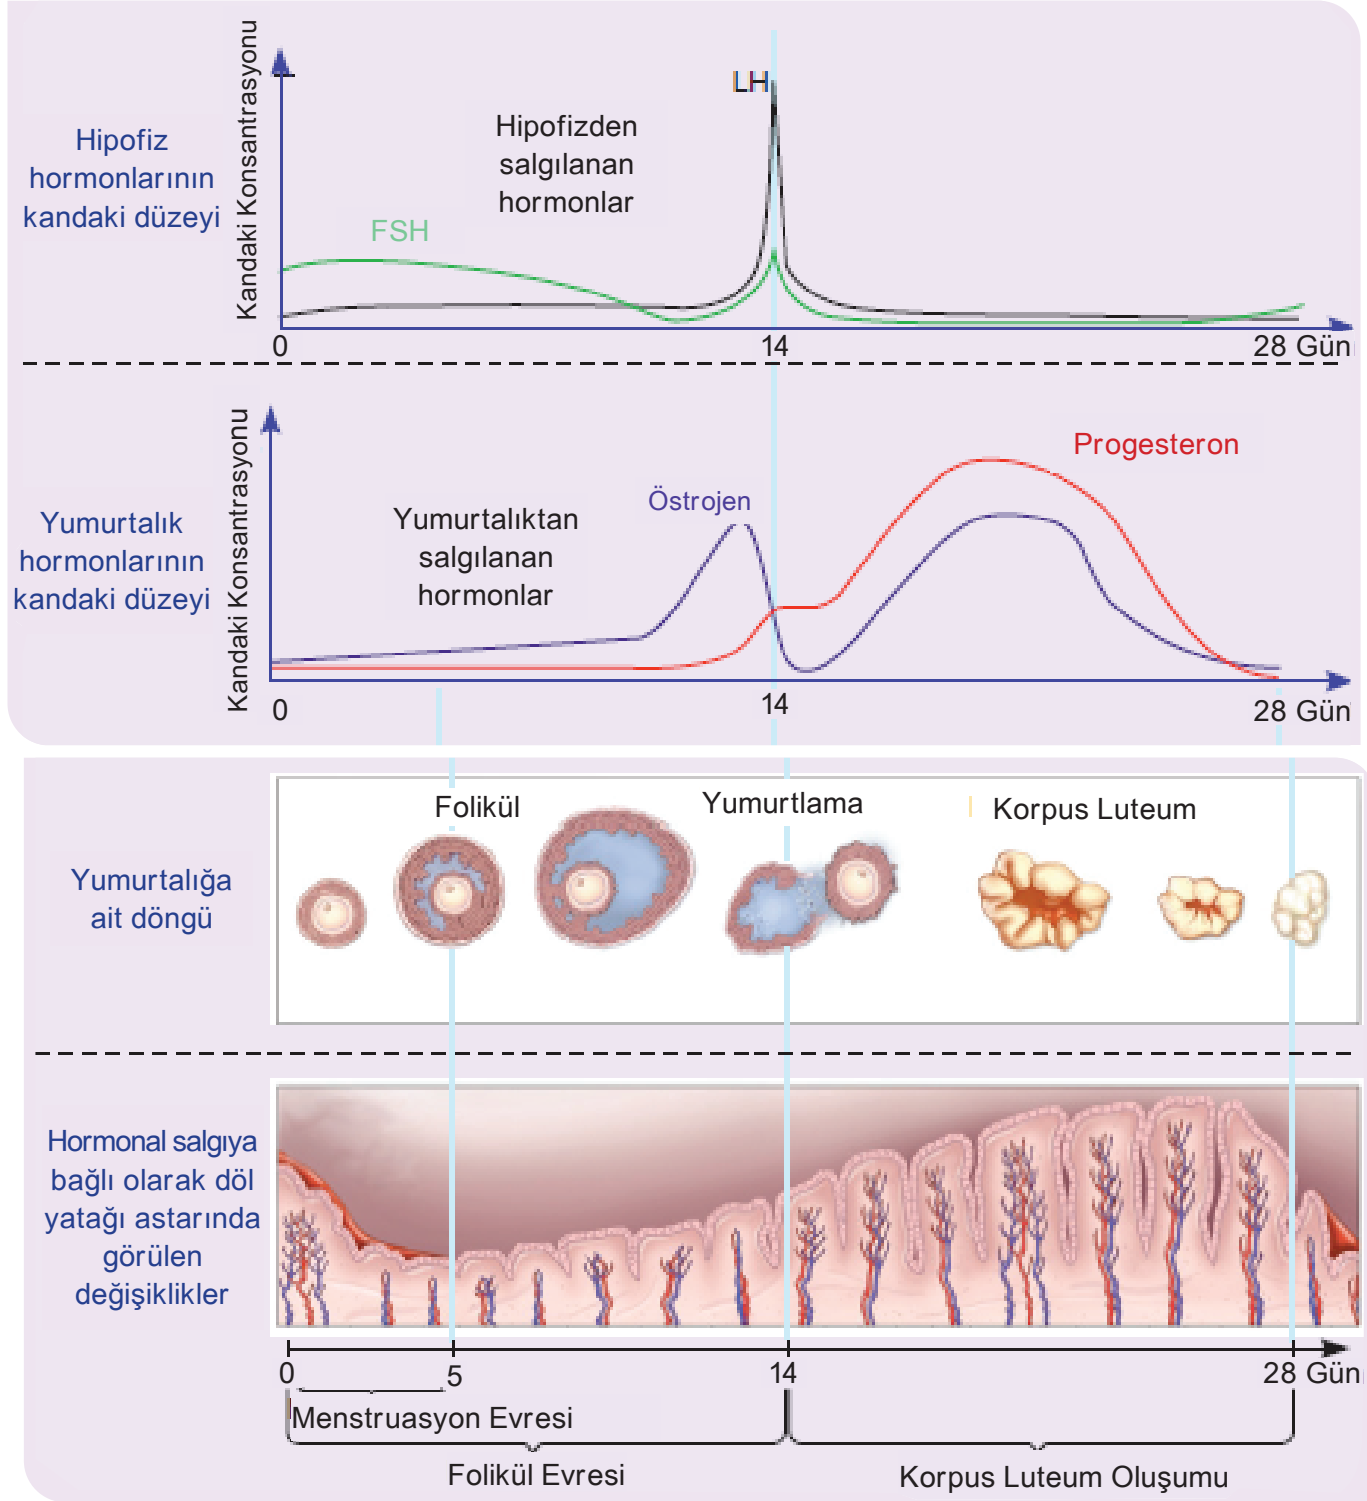 Hipofiz
hormonlarının
kandaki düzeyi
Kandaki Konsantrasyonu
LH
Hipofizden
salgılanan
hormonlar
FSH
0
14
28 Gün
Yumurtalık
hormonlarının
kandaki düzeyi
Kandaki Konsantrasyonu
Progesteron
Östrojen
Yumurtalıktan
salgılanan
hormonlar
0
14
28 Gün
Yumurtalığa
ait döngü
Folikül
Yumurtlama
Korpus Luteum
Hormonal salgıya
bağlı olarak döl
yatağı astarında
görülen
değişiklikler
0
5
14
28 Gün
Menstruasyon Evresi
Folikül Evresi
Korpus Luteum Oluşumu